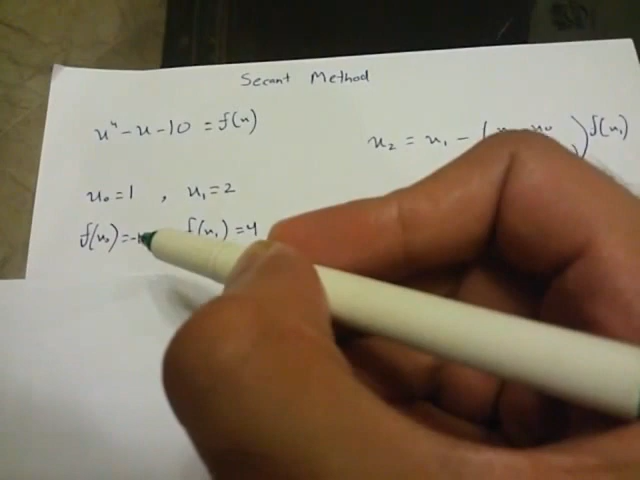 Secant Method
x⁴ - x - 10 = f(x)
x₂ = x₁ - ( f(x₁)
x₀ = 1 , x₁ = 2
f(x₀) = - f(x₁) = 4